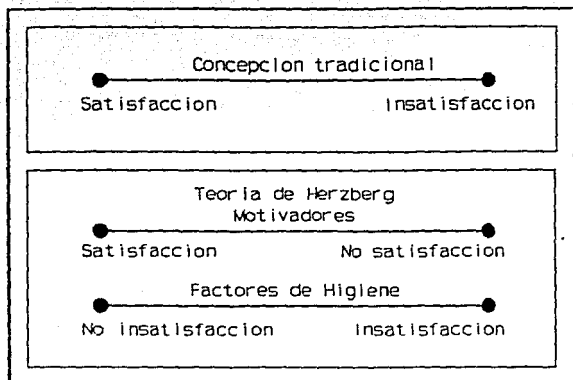 Concepcion tradicional
Satisfaccion Insatisfaccion
Teoria de Herzberg
Motivadores
Satisfaccion No satisfaccion
Factores de Higiene
No insatisfaccion Insatisfaccion